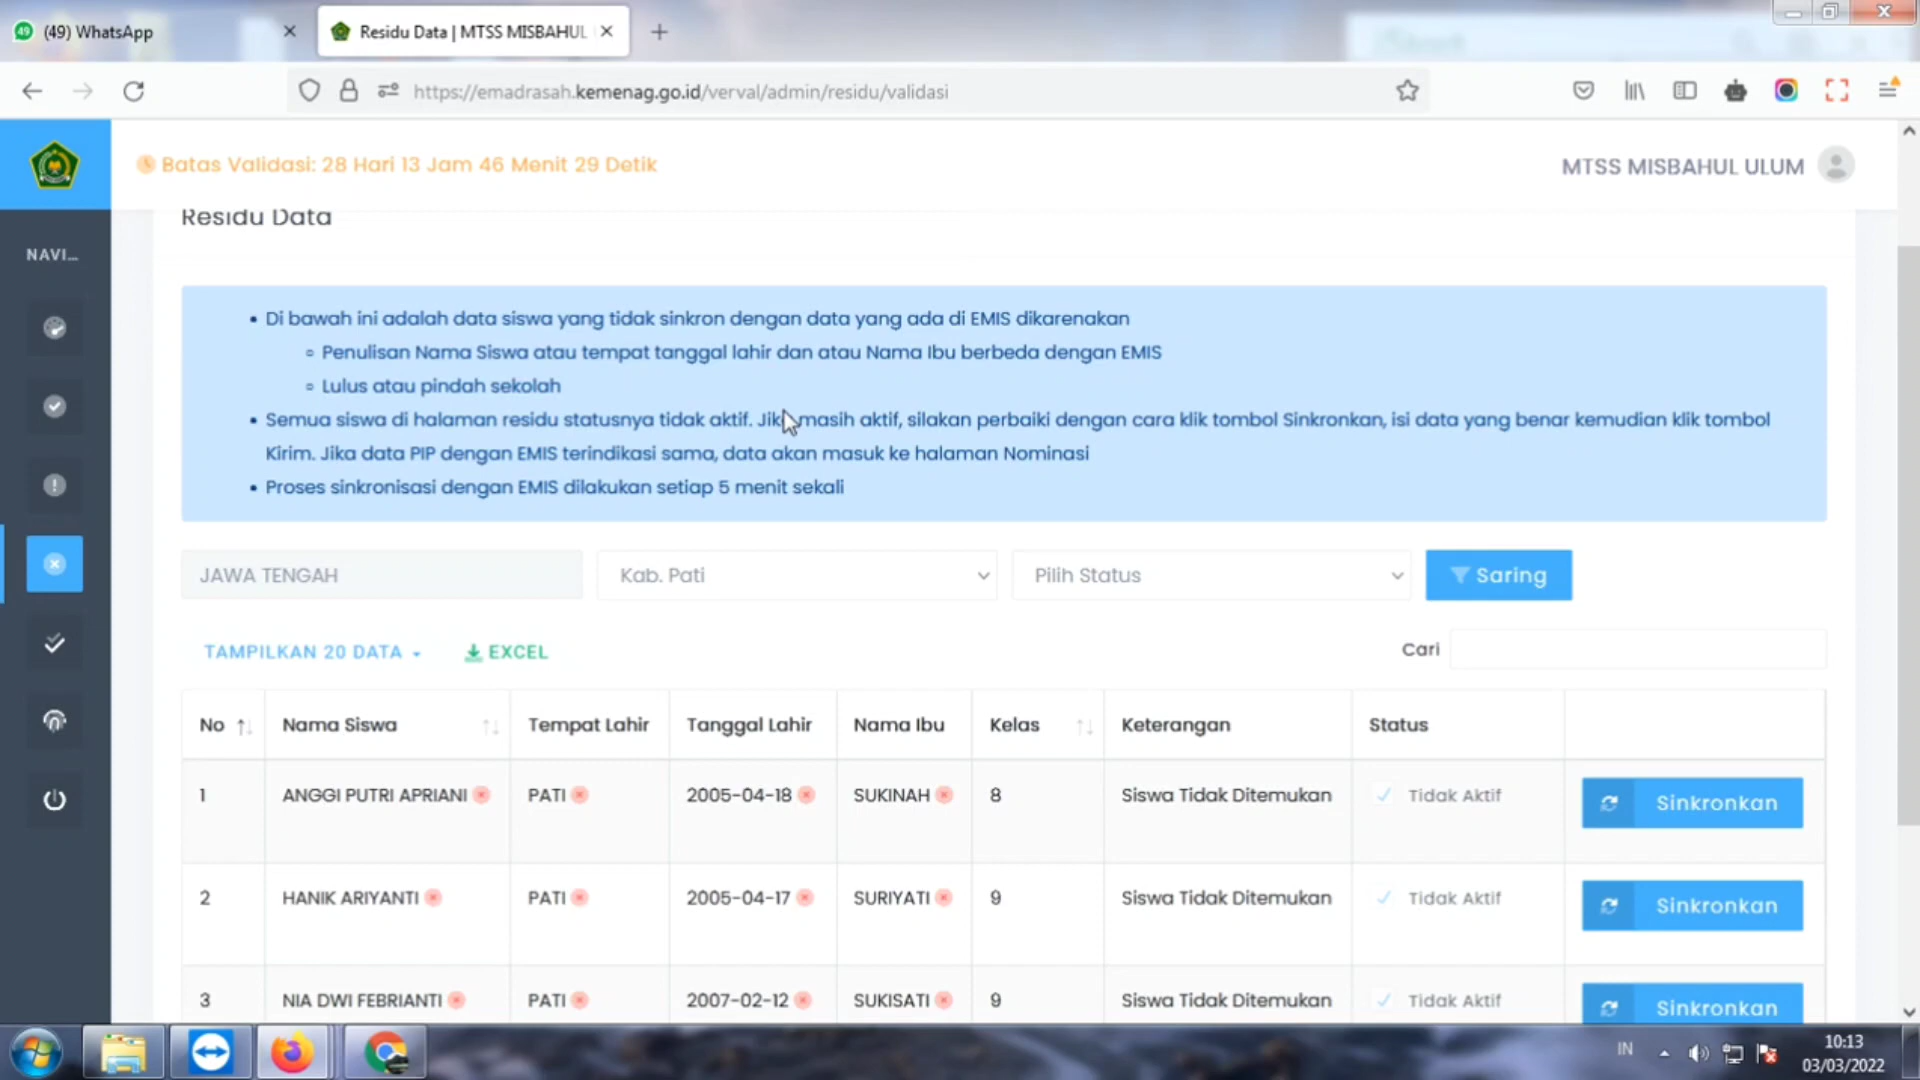 49 (49) WhatsApp
Residu Data | MTSS MISBAHUL
https://emadrasah.kemenag.go.id/verval/admin/residu/validasi
Batas Validasi: 28 Hari 13 Jam 46 Menit 29 Detik
MTSS MISBAHUL ULUM
Residu Data
NAVI...
Di bawah ini adalah data siswa yang tidak sinkron dengan data yang ada di EMIS dikarenakan
Penulisan Nama Siswa atau tempat tanggal lahir dan atau Nama Ibu berbeda dengan EMIS
Lulus atau pindah sekolah
Semua siswa di halaman residu statusnya tidak aktif. Jika masih aktif, silakan perbaiki dengan cara klik tombol Sinkronkan, isi data yang benar kemudian klik tombol
Kirim. Jika data PIP dengan EMIS terindikasi sama, data akan masuk ke halaman Nominasi
Proses sinkronisasi dengan EMIS dilakukan setiap 5 menit sekali
JAWA TENGAH Kab. Pati Pilih Status Saring
TAMPILKAN 20 DATA EXCEL Cari
No Nama Siswa Tempat Lahir Tanggal Lahir Nama Ibu Kelas Keterangan Status
1 ANGGI PUTRI APRIANI PATI 2005-04-18 SUKINAH 8 Siswa Tidak Ditemukan Tidak Aktif Sinkronkan
2 HANIK ARIYANTI PATI 2005-04-17 SURIYATI 9 Siswa Tidak Ditemukan Tidak Aktif Sinkronkan
3 NIA DWI FEBRIANTI PATI 2007-02-12 SUKISATI 9 Siswa Tidak Ditemukan Tidak Aktif Sinkronkan
IN 10:13
03/03/2022